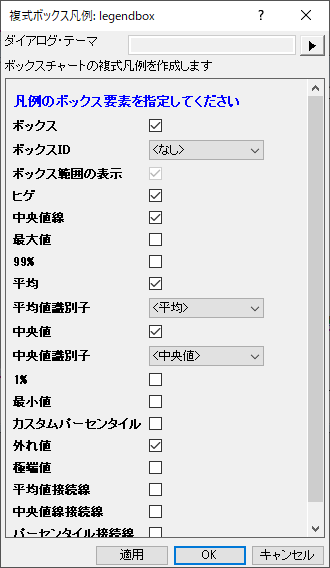 複式ボックス凡例: legendbox
ダイアログ・テーマ
ボックスチャートの複式凡例を作成します
凡例のボックス要素を指定してください
ボックス
ボックスID <なし>
ボックス範囲の表示
ヒゲ
中央値線
最大値
99%
平均
平均値識別子 <平均>
中央値
中央値識別子 <中央値>
1%
最小値
カスタムパーセンタイル
外れ値
極端値
平均値接続線
中央値線接続線
パーセンタイル接続線
適用 OK キャンセル